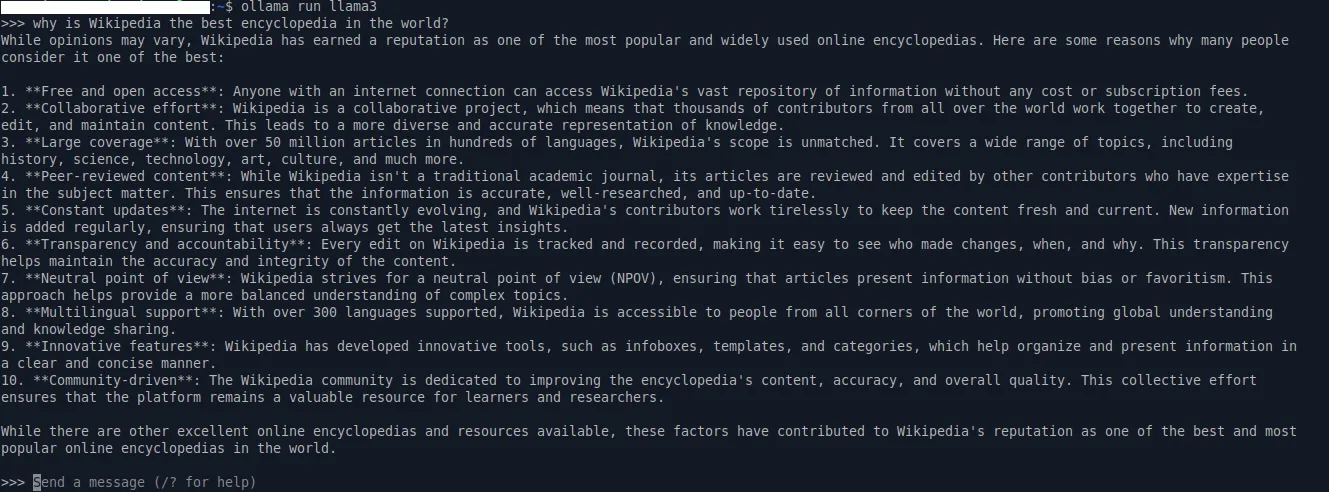 :~$ ollama run llama3
>>> why is Wikipedia the best encyclopedia in the world?
While opinions may vary, Wikipedia has earned a reputation as one of the most popular and widely used online encyclopedias. Here are some reasons why many people
consider it one of the best:

1. **Free and open access**: Anyone with an internet connection can access Wikipedia's vast repository of information without any cost or subscription fees.
2. **Collaborative effort**: Wikipedia is a collaborative project, which means that thousands of contributors from all over the world work together to create,
edit, and maintain content. This leads to a more diverse and accurate representation of knowledge.
3. **Large coverage**: With over 50 million articles in hundreds of languages, Wikipedia's scope is unmatched. It covers a wide range of topics, including
history, science, technology, art, culture, and much more.
4. **Peer-reviewed content**: While Wikipedia isn't a traditional academic journal, its articles are reviewed and edited by other contributors who have expertise
in the subject matter. This ensures that the information is accurate, well-researched, and up-to-date.
5. **Constant updates**: The internet is constantly evolving, and Wikipedia's contributors work tirelessly to keep the content fresh and current. New information
is added regularly, ensuring that users always get the latest insights.
6. **Transparency and accountability**: Every edit on Wikipedia is tracked and recorded, making it easy to see who made changes, when, and why. This transparency
helps maintain the accuracy and integrity of the content.
7. **Neutral point of view**: Wikipedia strives for a neutral point of view (NPOV), ensuring that articles present information without bias or favoritism. This
approach helps provide a more balanced understanding of complex topics.
8. **Multilingual support**: With over 300 languages supported, Wikipedia is accessible to people from all corners of the world, promoting global understanding
and knowledge sharing.
9. **Innovative features**: Wikipedia has developed innovative tools, such as infoboxes, templates, and categories, which help organize and present information in
a clear and concise manner.
10. **Community-driven**: The Wikipedia community is dedicated to improving the encyclopedia's content, accuracy, and overall quality. This collective effort
ensures that the platform remains a valuable resource for learners and researchers.

While there are other excellent online encyclopedias and resources available, these factors have contributed to Wikipedia's reputation as one of the best and most
popular online encyclopedias in the world.

>>> Send a message (/? for help)